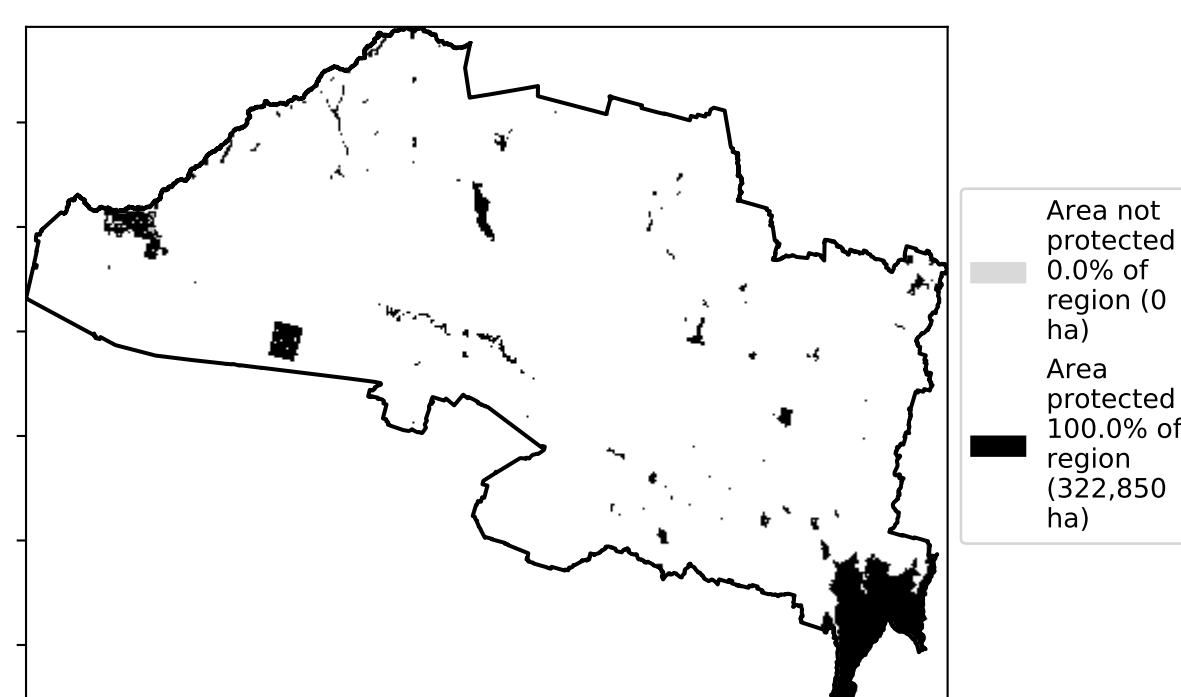 Area not
protected
0.0% of
region (0
ha)
Area
protected
100.0% of
region
(322,850
ha)